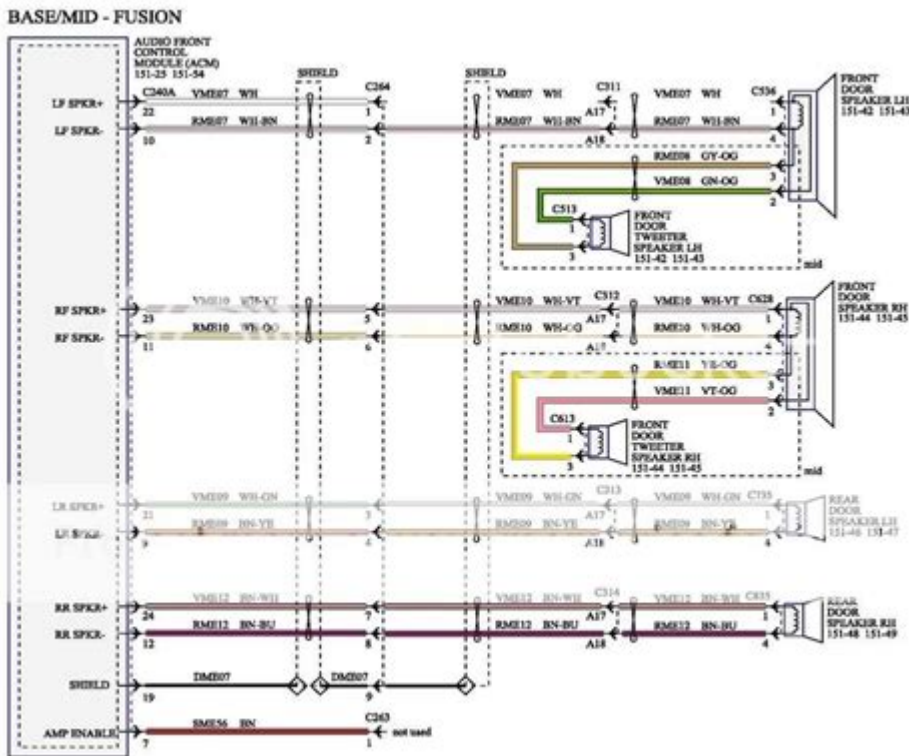 BASE/MID - FUSION
AUDIO FRONT
CONTROL
MODULE (ACM)
151-25 151-54
SHIELD
SHIELD
C240A VME07 WH C264 VME07 WH C311 VME07 WH C536
LF SPKR+ 22 1 A17 1
FRONT
DOOR
SPEAKER LH
151-42 151-43
RME07 WH-BN RME07 WH-BN RME07 WH-BN
LF SPKR- 10 2 A18 4
RME08 GY-OG 3
VME08 GN-OG 2
C513
1
3
FRONT
DOOR
TWEETER
SPEAKER LH
151-42 151-43
mid
VME10 WH-VT VME10 WH-VT C312 VME10 WH-VT C628
RF SPKR+ 23 5 A17 1
FRONT
DOOR
SPEAKER RH
151-44 151-45
RME10 WH-OG RME10 WH-OG RME10 WH-OG
RF SPKR- 11 6 A18 4
RME11 YE-OG 3
VME11 VT-OG 2
C613
1
3
FRONT
DOOR
TWEETER
SPEAKER RH
151-44 151-45
mid
VME09 WH-GN VME09 WH-GN C313 VME09 WH-GN
LR SPKR+ 21 3 A17 1
REAR
DOOR
SPEAKER LH
151-46 151-47
RME09 BN-YE RME09 BN-YE RME09 BN-YE
LR SPKR- 9 4 A18 4
VME12 BN-WH VME12 BN-WH C314 VME12 BN-WH
RR SPKR+ 24 7 A17 1
REAR
DOOR
SPEAKER RH
151-48 151-49
RME12 BN-BU RME12 BN-BU RME12 BN-BU
RR SPKR- 12 8 A18 4
DME07 DME07
SHIELD 19 9
SME56 BN C263
AMP ENABLE 7 1 not used